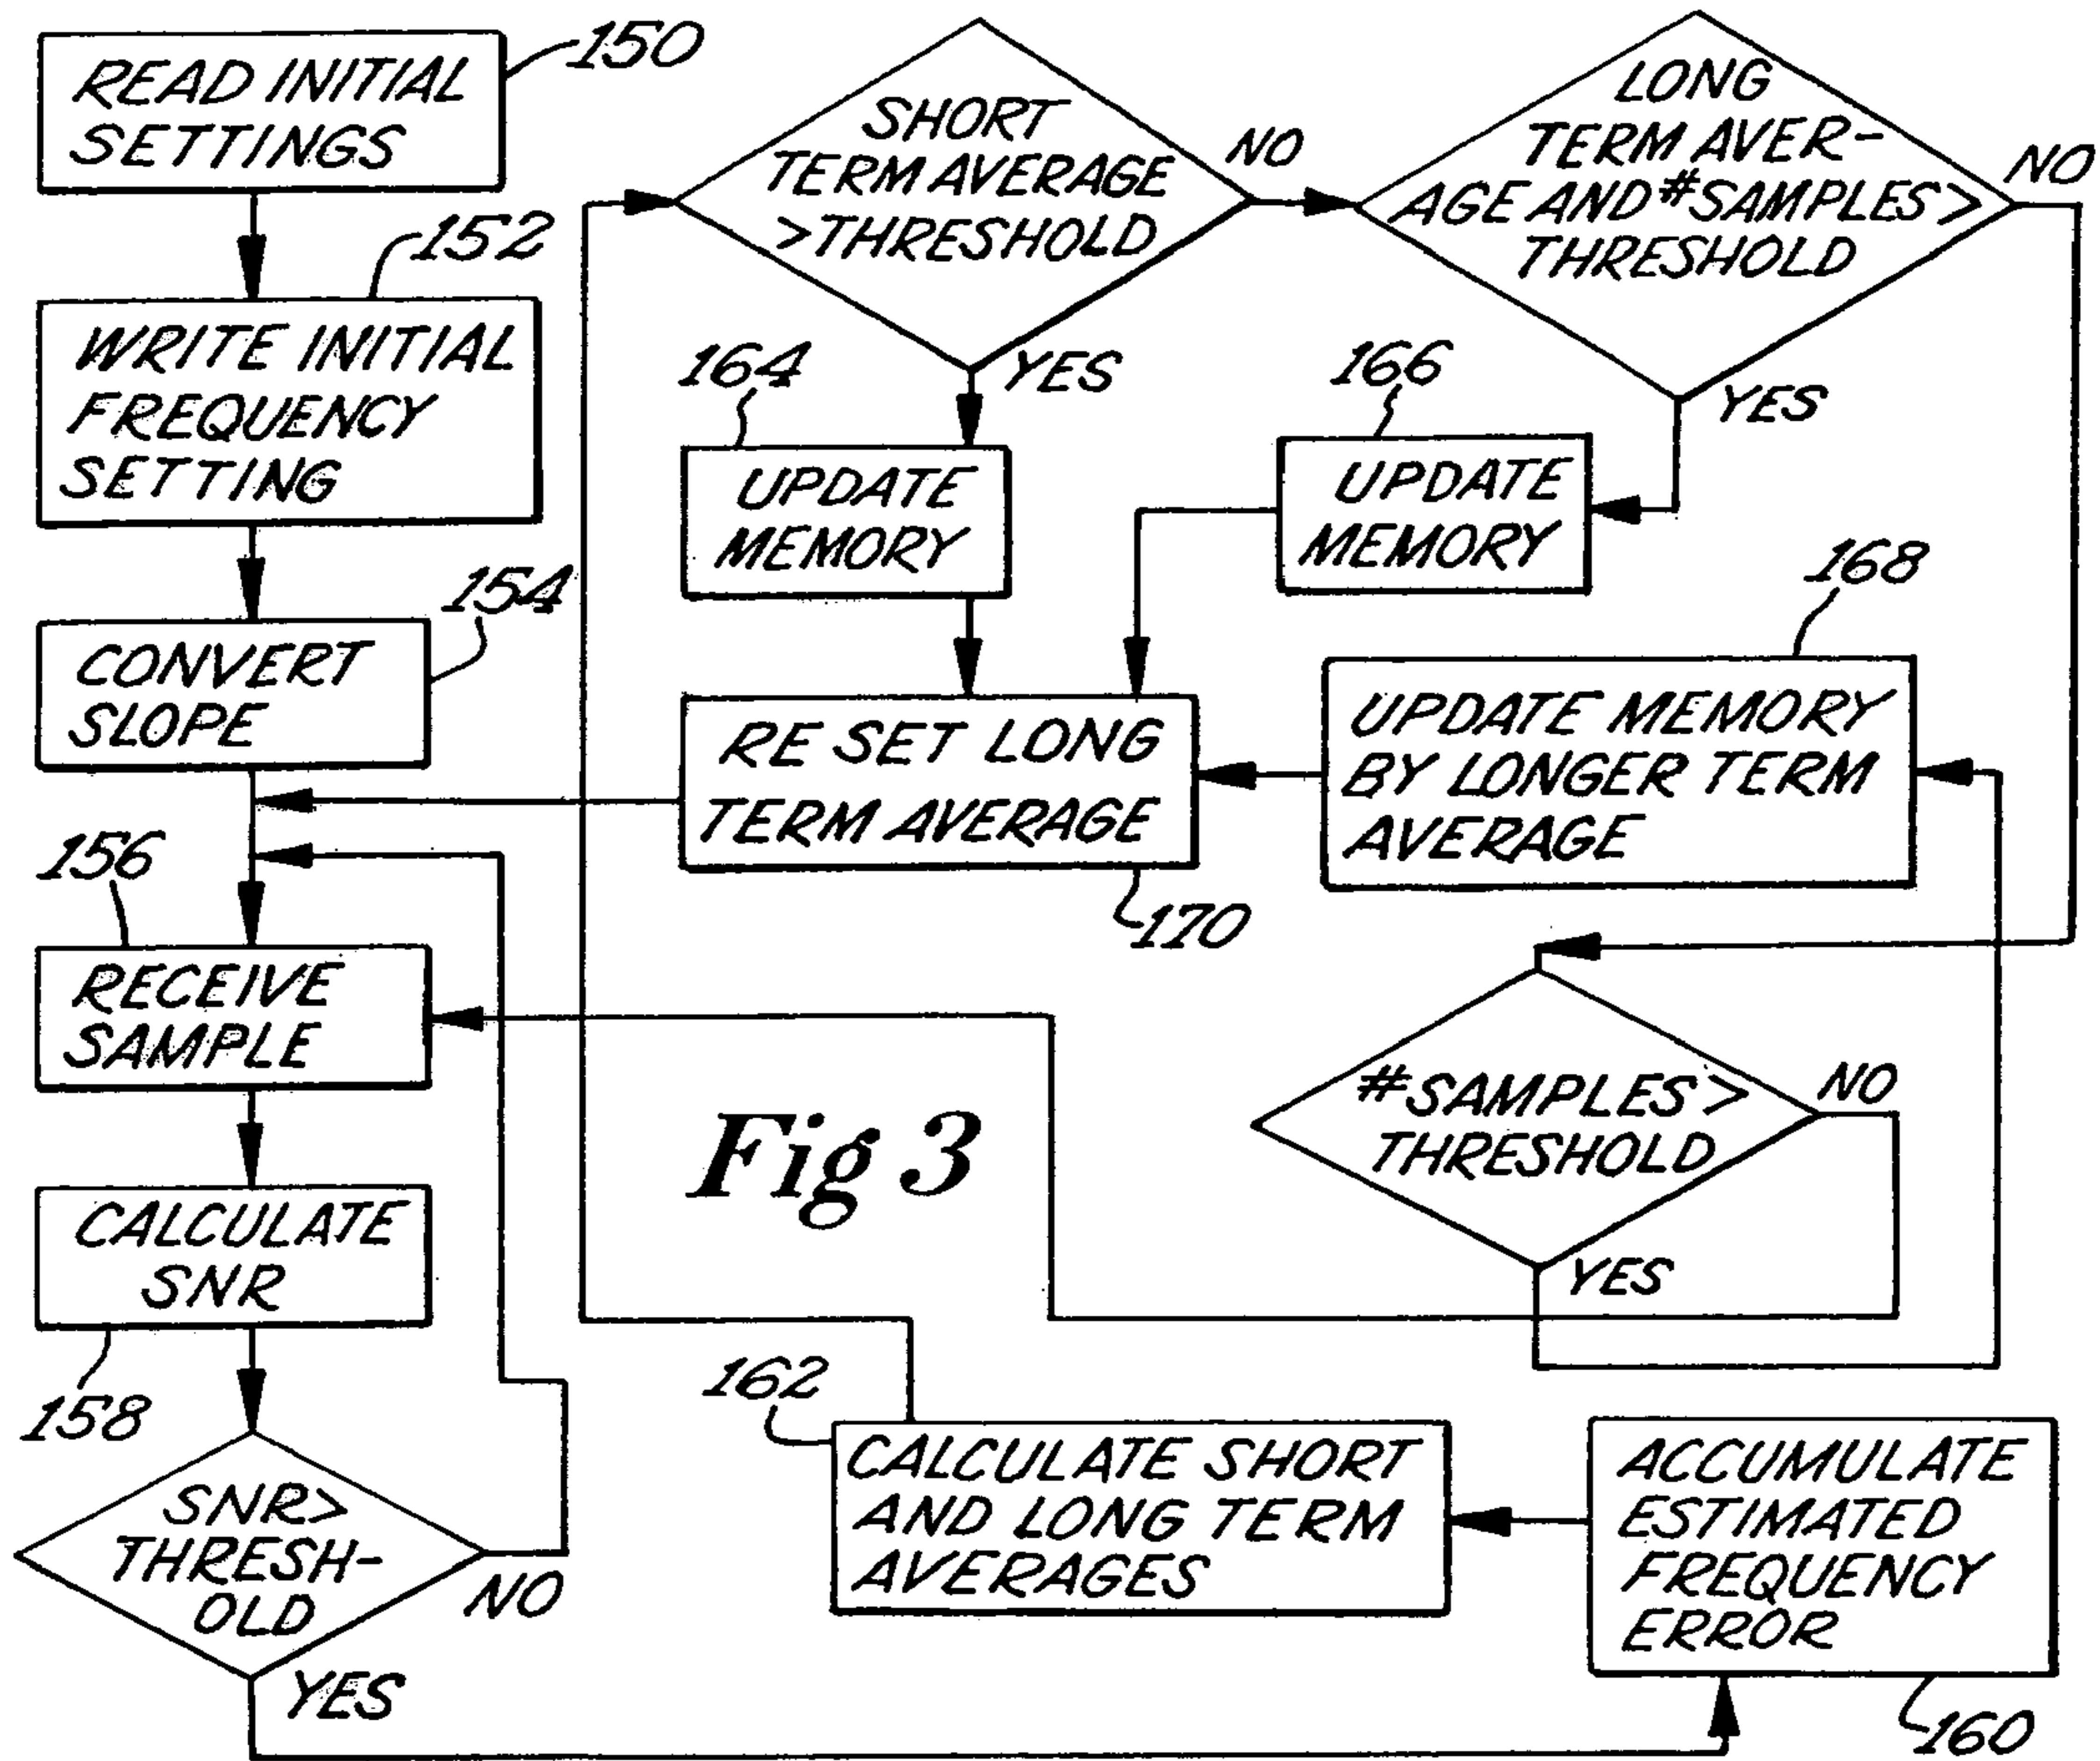 READ INITIAL
SETTINGS
150
WRITE INITIAL
FREQUENCY
SETTING
152
CONVERT
SLOPE
154
RECEIVE
SAMPLE
156
CALCULATE
SNR
158
SNR>
THRESH-
OLD
NO
YES
ACCUMULATE
ESTIMATED
FREQUENCY
ERROR
160
CALCULATE SHORT
AND LONG TERM
AVERAGES
162
SHORT
TERM AVERAGE
>THRESHOLD
NO
YES
164
UPDATE
MEMORY
LONG
TERM AVER-
AGE AND #SAMPLES>
THRESHOLD
NO
YES
166
UPDATE
MEMORY
168
UPDATE MEMORY
BY LONGER TERM
AVERAGE
RE SET LONG
TERM AVERAGE
170
#SAMPLES>
THRESHOLD
NO
YES
Fig 3